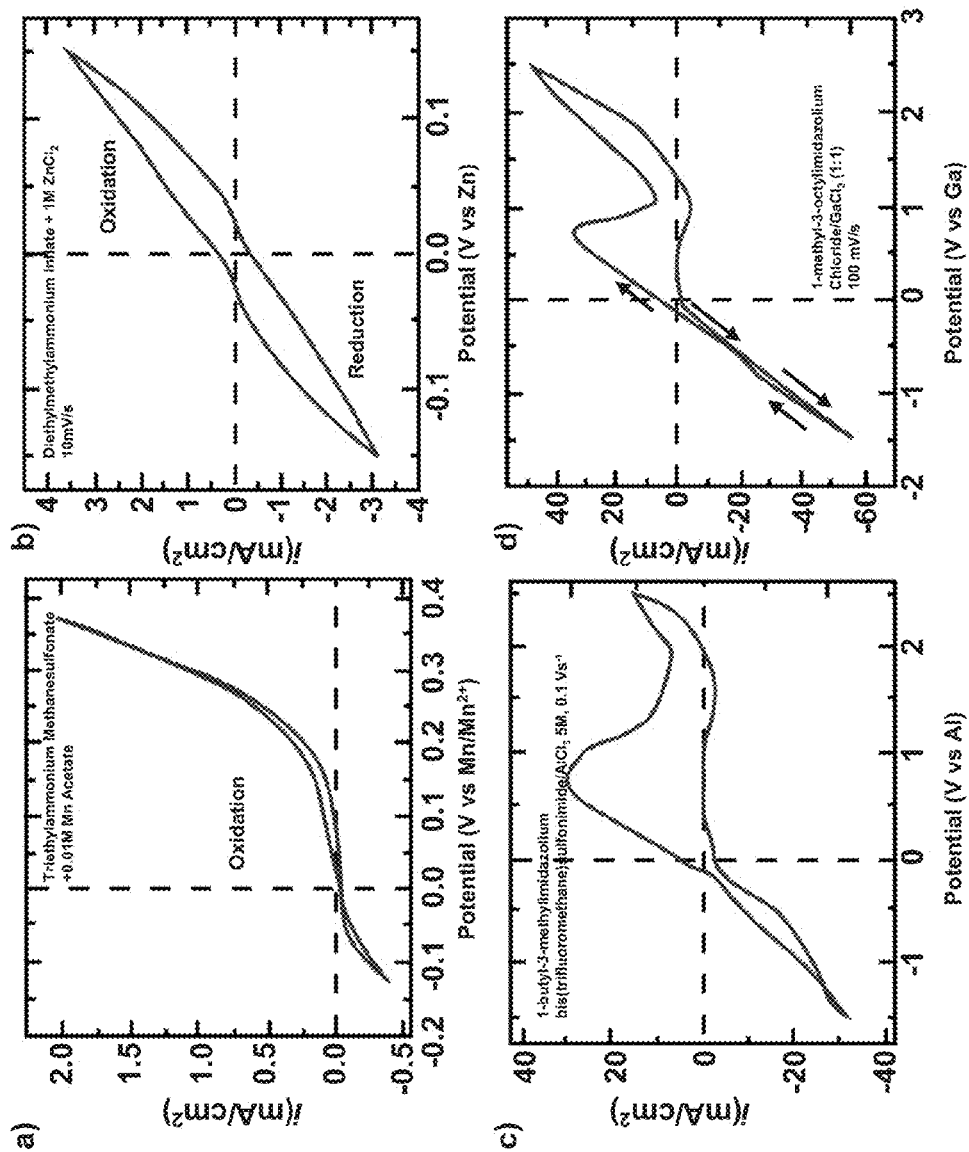 a)
i(mA/cm²)
2.0
1.5
1.0
0.5
0.0
-0.5
Triethylammonium Methanesulfonate
+0.01M Mn Acetate
Oxidation
-0.2
-0.1
0.0
0.1
0.2
0.3
0.4
Potential (V vs Mn/Mn²⁺)
b)
i(mA/cm²)
4
3
2
1
0
-1
-2
-3
-4
Diethylmethylammonium triflate + 1M ZnCl₂
10mV/s
Oxidation
Reduction
-0.1
0.0
0.1
Potential (V vs Zn)
c)
i(mA/cm²)
40
20
0
-20
-40
1-butyl-3-methylimidazolium
bis(trifluoromethane)sulfonimide/AlCl₃ 5M, 0.1 Vs⁻¹
-1
0
1
2
Potential (V vs Al)
d)
i(mA/cm²)
40
20
0
-20
-40
-60
1-methyl-3-octylimidazolium
Chloride/GaCl₃ (1:1)
100 mV/s
-2
-1
0
1
2
3
Potential (V vs Ga)